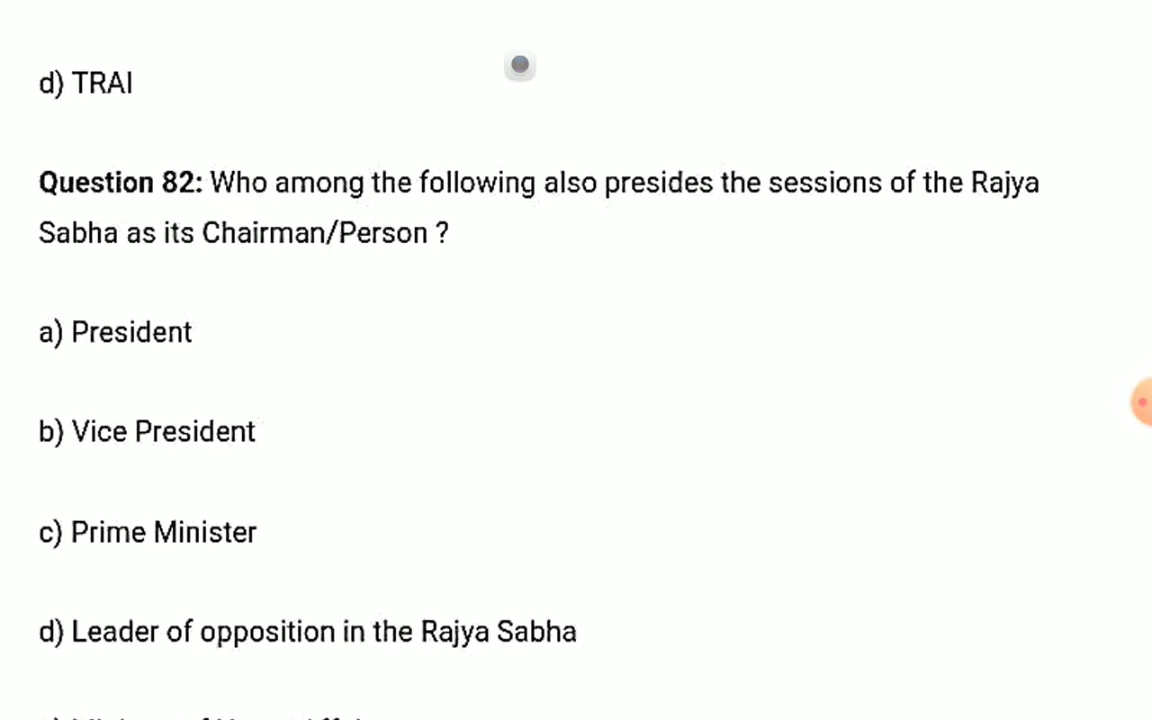 d) TRAI
Question 82: Who among the following also presides the sessions of the Rajya
Sabha as its Chairman/Person ?
a) President
b) Vice President
c) Prime Minister
d) Leader of opposition in the Rajya Sabha